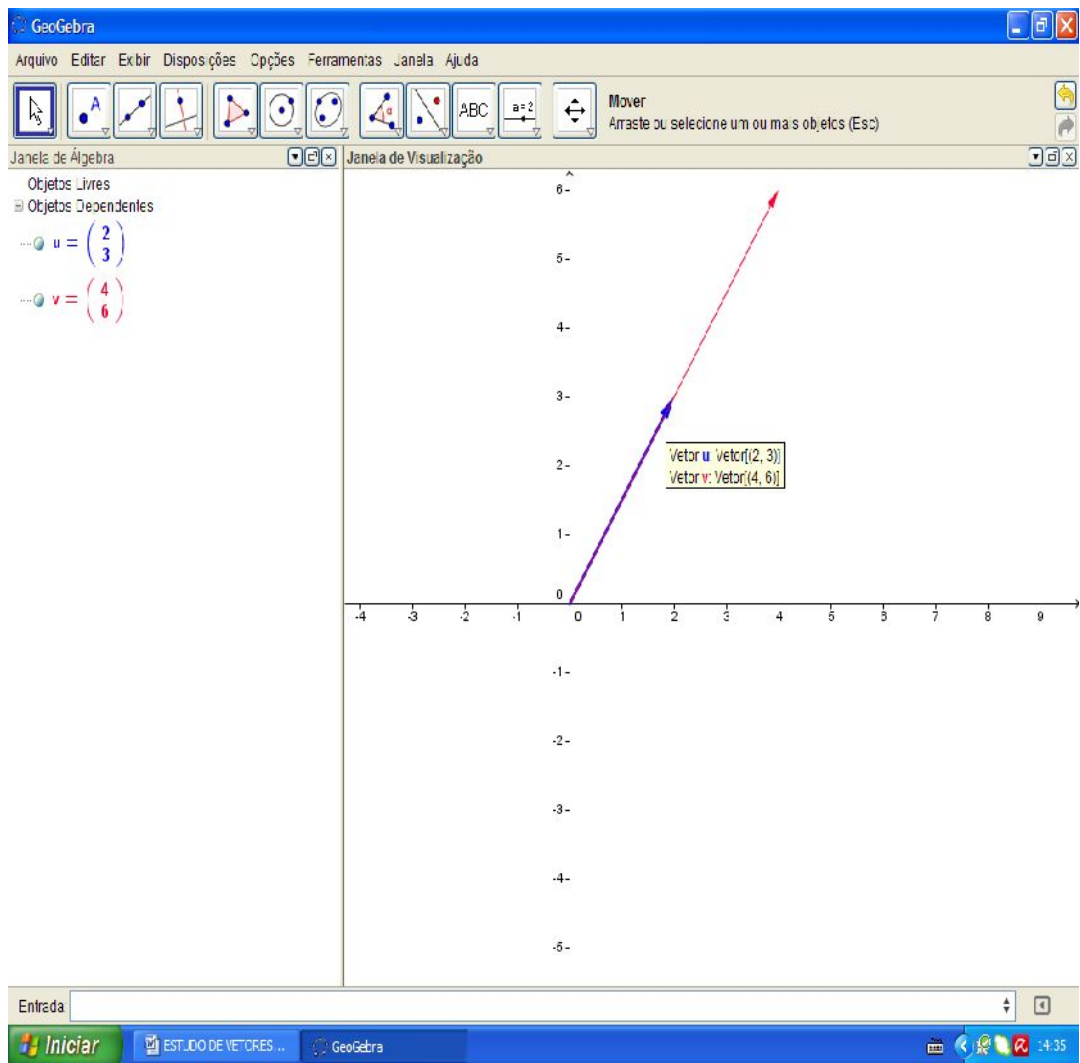 GeoGebra
Arquivo Editar Exibir Disposições Opções Ferramentas Janela Ajuda
A
α
ABC
a=2
Mover
Arraste ou selecione um ou mais objetos (Esc)
Janela de Álgebra
Janela de Visualização
Objetos Livres
Objetos Dependentes
u = ( 2
3 )
v = ( 4
6 )
6
5
4
3
2
1
0
Vetor u: Vetor[(2, 3)]
Vetor v: Vetor[(4, 6)]
-4 -3 -2 -1 0 1 2 3 4 5 6 7 8 9
-1
-2
-3
-4
-5
Entrada:
Iniciar
ESTUDO DE VETORES ...
GeoGebra
14:35